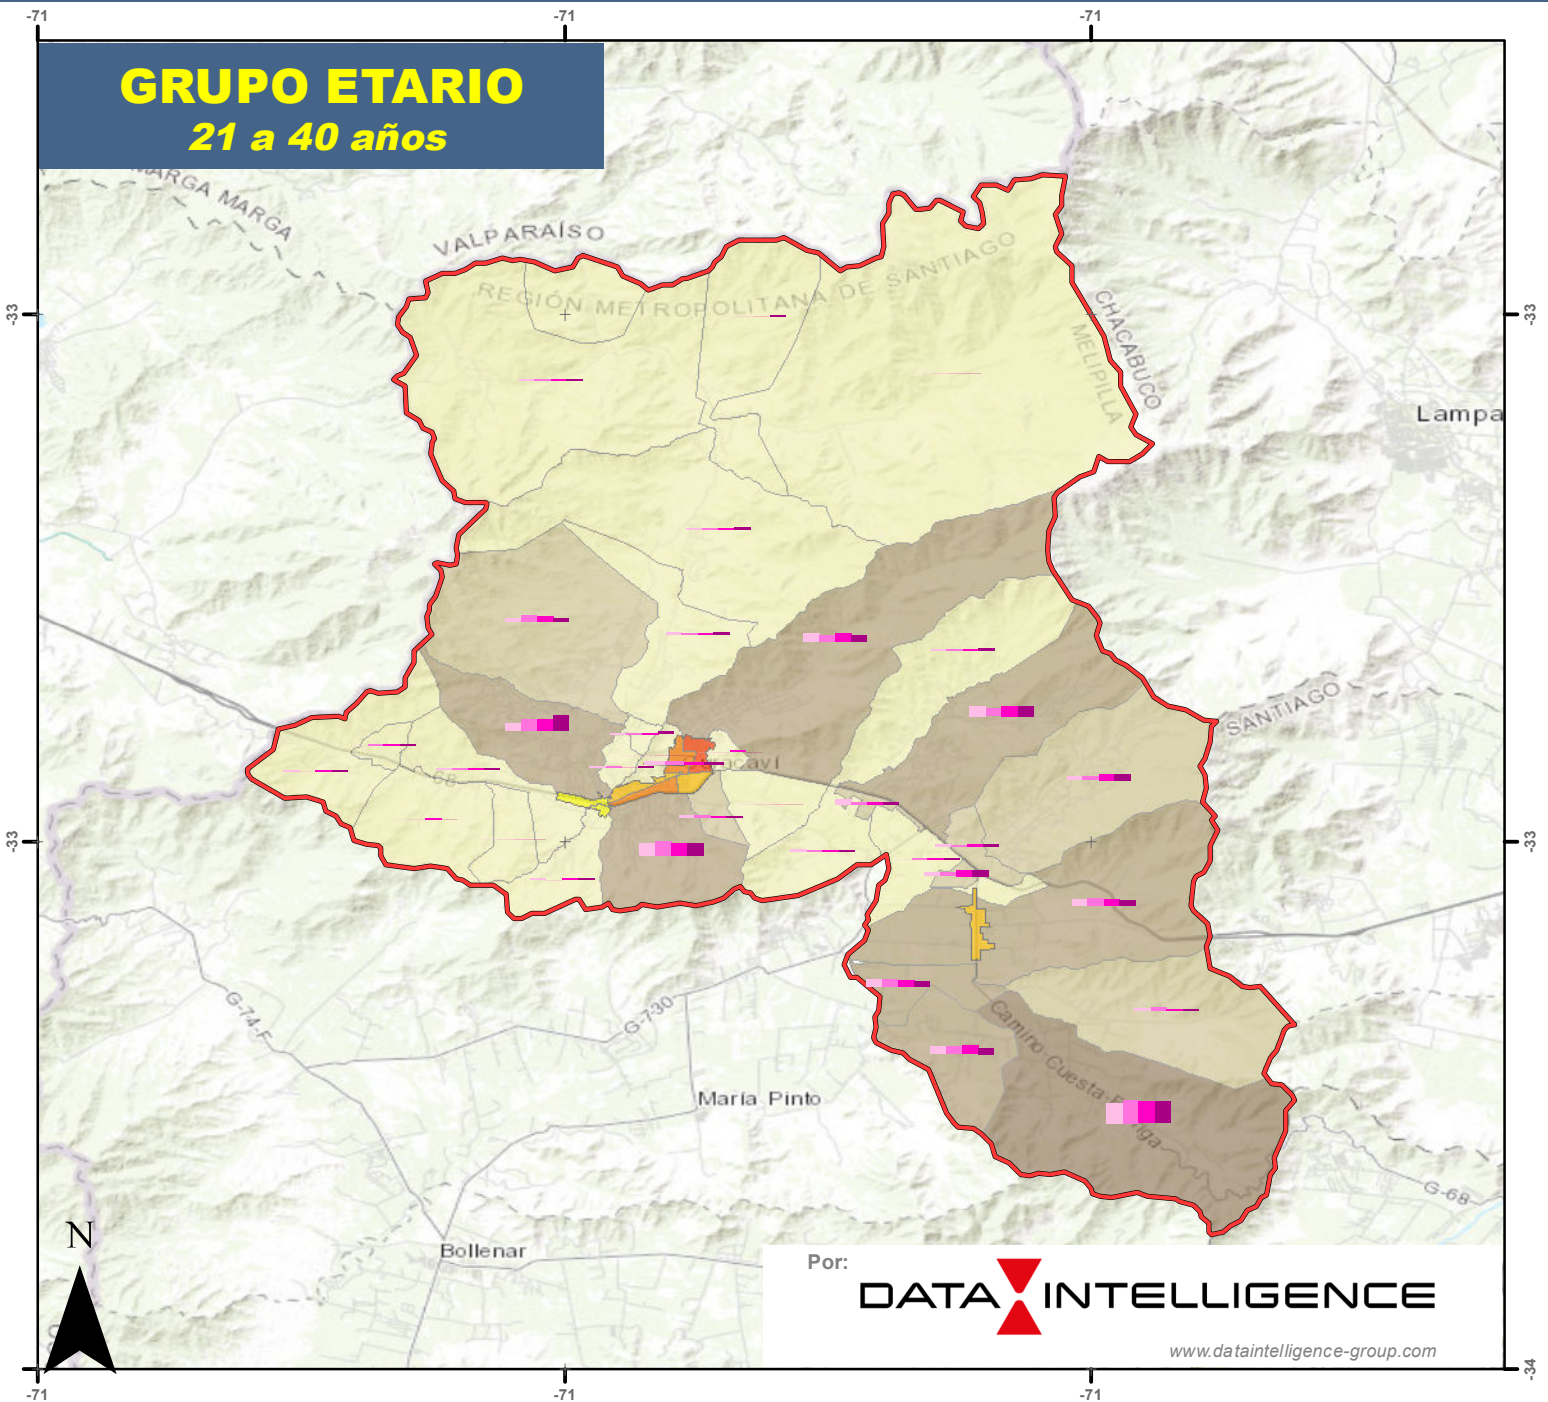 -71
-71
-71
GRUPO ETARIO
21 a 40 años
MARGA MARGA
VALPARAÍSO
REGIÓN METROPOLITANA DE SANTIAGO
CHACABUCO
MELIPILLA
-33
-33
Lampa
SANTIAGO
G-68
-33
-33
G-74-F
G-730
Camino Cuesta
María Pinto
G-68
N
Bollenar
Por:
DATA INTELLIGENCE
www.dataintelligence-group.com
-34
-71
-71
-71